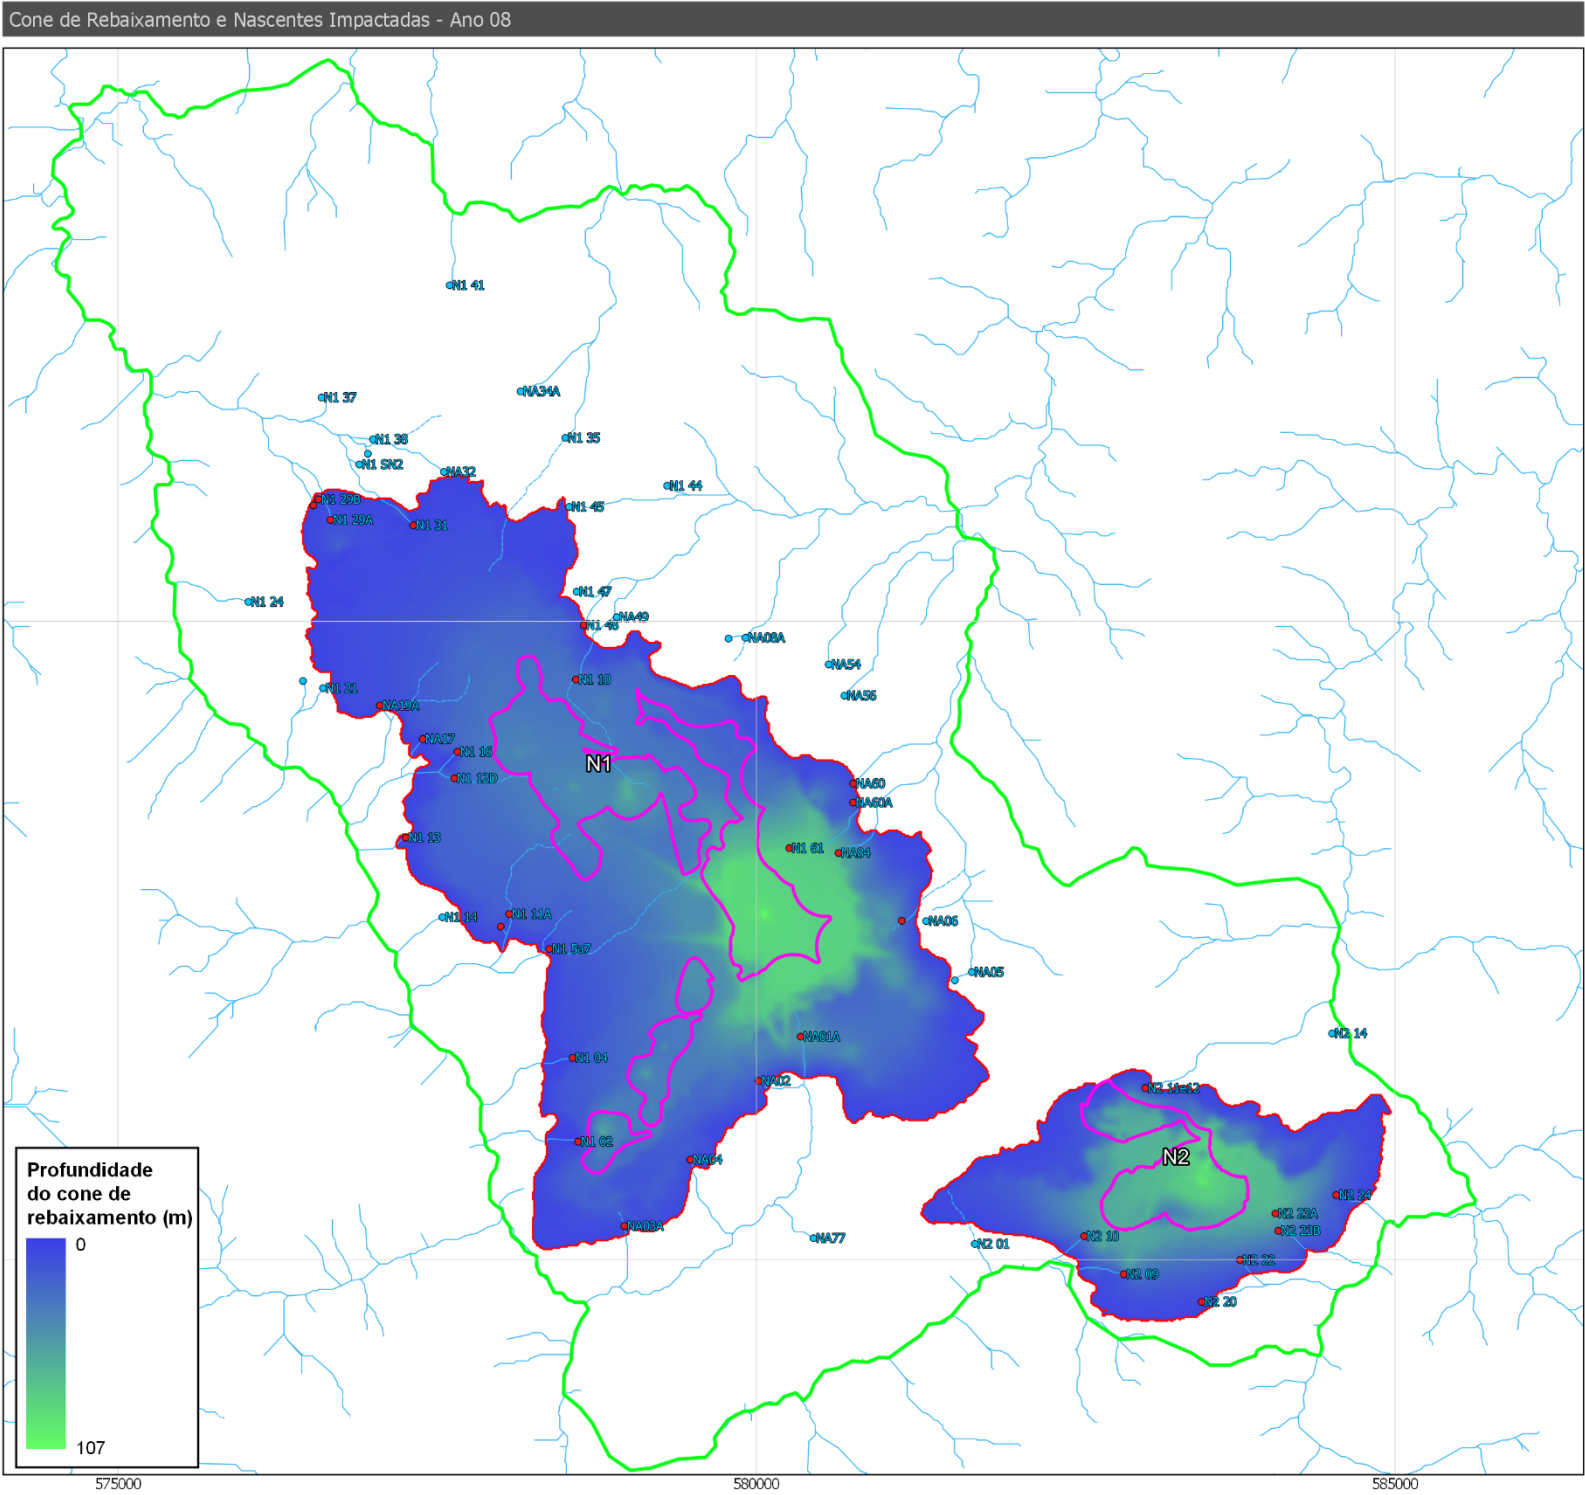 Cone de Rebaixamento e Nascentes Impactadas - Ano 08
N1 41
NA34A
N1 37
N1 38
N1 35
N1 SN2
NA32
N1 44
N1 29B
N1 45
N1 29A
N1 31
N1 47
N1 24
NA49
N1 48
NA08A
NA54
N1 10
N1 21
NA56
NA19A
NA17
N1 16
N1
N1 12D
NA60
NA60A
N1 13
N1 61
NA84
N1 11A
N1 14
NA06
N1 5a7
NA05
N2 14
NA01A
N1 04
NA02
N2 11e12
N1 02
N2
NA04
N2 24
N2 23A
NA03A
N2 23B
NA77
N2 10
N2 01
N2 22
N2 09
N2 20
Profundidade
do cone de
rebaixamento (m)
0
107
575000
580000
585000